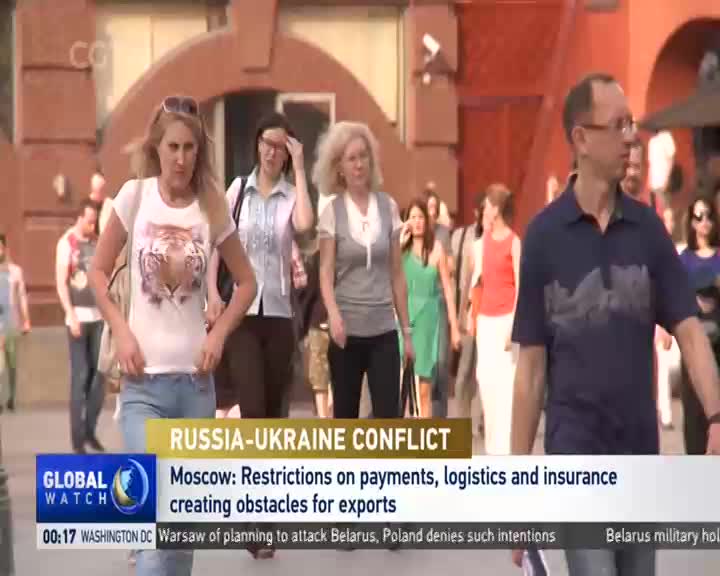 CG
RUSSIA-UKRAINE CONFLICT
GLOBAL
WATCH
Moscow: Restrictions on payments, logistics and insurance
creating obstacles for exports
00:17 WASHINGTON DC
Warsaw of planning to attack Belarus, Poland denies such intentions
Belarus military hol